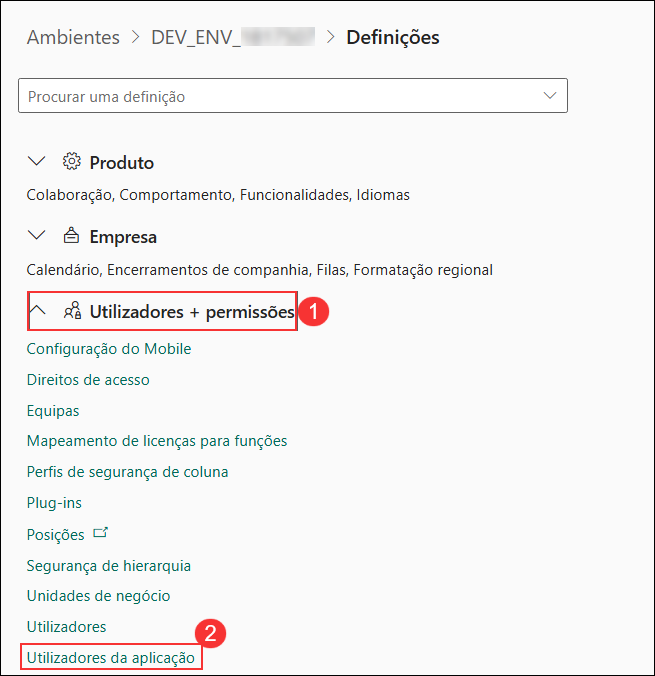 Ambientes > DEV_ENV_ > Definições
Procurar uma definição
Produto
Colaboração, Comportamento, Funcionalidades, Idiomas
Empresa
Calendário, Encerramentos de companhia, Filas, Formatação regional
Utilizadores + permissões 1
Configuração do Mobile
Direitos de acesso
Equipas
Mapeamento de licenças para funções
Perfis de segurança de coluna
Plug-ins
Posições
Segurança de hierarquia
Unidades de negócio
Utilizadores
2
Utilizadores da aplicação